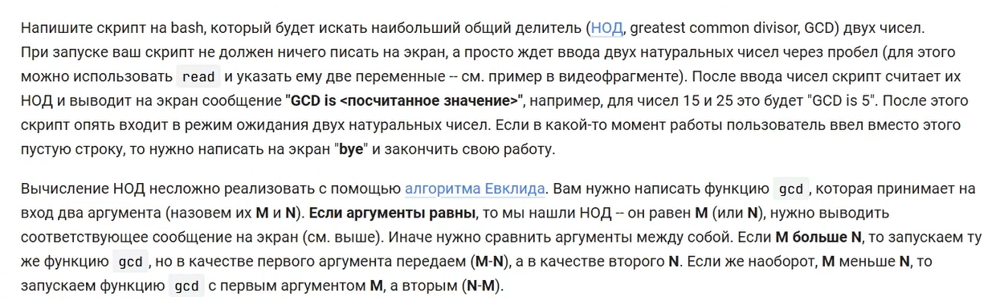 Напишите скрипт на bash, который будет искать наибольший общий делитель (НОД, greatest common divisor, GCD) двух чисел.
При запуске ваш скрипт не должен ничего писать на экран, а просто ждет ввода двух натуральных чисел через пробел (для этого
можно использовать read и указать ему две переменные -- см. пример в видеофрагменте). После ввода чисел скрипт считает их
НОД и выводит на экран сообщение "GCD is <посчитанное значение>", например, для чисел 15 и 25 это будет "GCD is 5". После этого
скрипт опять входит в режим ожидания двух натуральных чисел. Если в какой-то момент работы пользователь ввел вместо этого
пустую строку, то нужно написать на экран "bye" и закончить свою работу.
Вычисление НОД несложно реализовать с помощью алгоритма Евклида. Вам нужно написать функцию gcd, которая принимает на
вход два аргумента (назовем их M и N). Если аргументы равны, то мы нашли НОД -- он равен M (или N), нужно выводить
соответствующее сообщение на экран (см. выше). Иначе нужно сравнить аргументы между собой. Если M больше N, то запускаем ту
же функцию gcd, но в качестве первого аргумента передаем (M-N), а в качестве второго N. Если же наоборот, M меньше N, то
запускаем функцию gcd с первым аргументом M, а вторым (N-M).